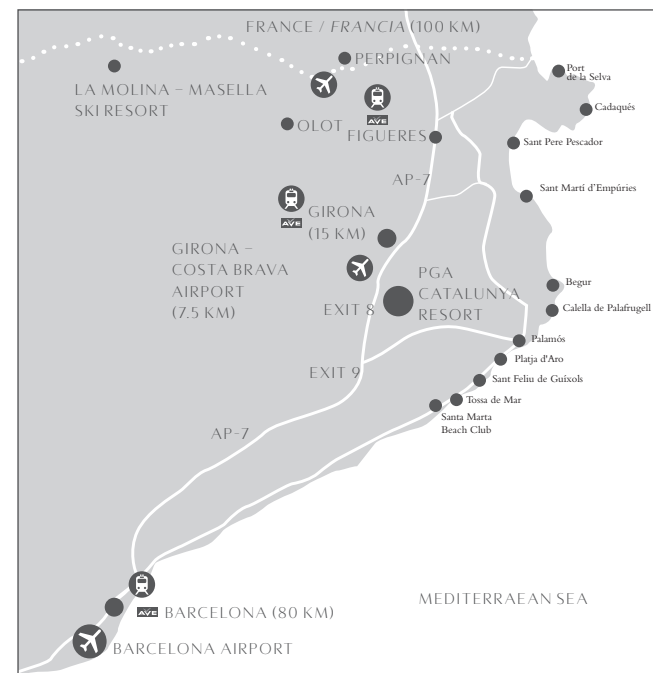 FRANCE / FRANCIA (100 KM)
PERPIGNAN
LA MOLINA – MASELLA
SKI RESORT
Port
de la Selva
Cadaqués
AVE
OLOT
FIGUERES
Sant Pere Pescador
AP-7
Sant Martí d'Empúries
AVE
GIRONA
(15 KM)
GIRONA –
COSTA BRAVA
AIRPORT
(7.5 KM)
PGA
CATALUNYA
RESORT
EXIT 8
Begur
Calella de Palafrugell
Palamós
Platja d'Aro
EXIT 9
Sant Feliu de Guíxols
Tossa de Mar
Santa Marta
Beach Club
AP-7
MEDITERRAEAN SEA
AVE
BARCELONA (80 KM)
BARCELONA AIRPORT